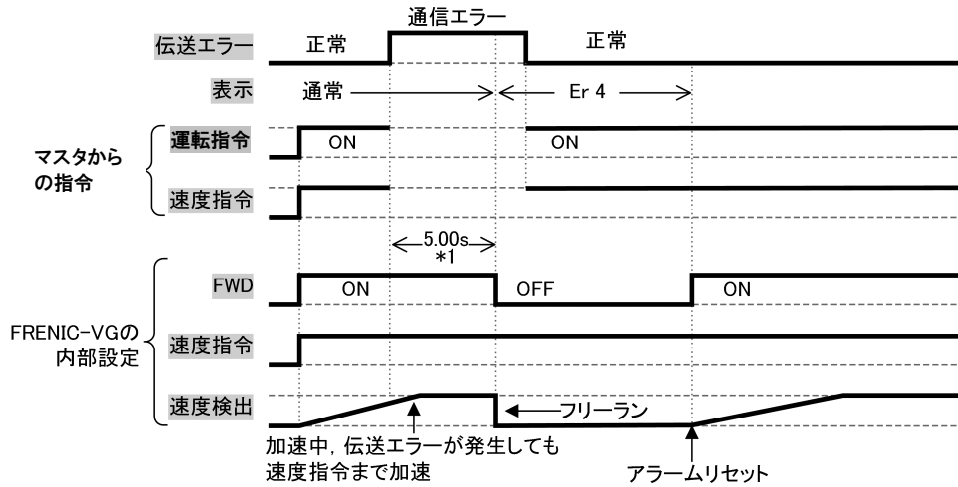 通信エラー
伝送エラー 正常 正常
表示 通常 Er 4
マスタから
の指令
運転指令 ON ON
速度指令
5.00s
*1
FRENIC-VGの
内部設定
FWD ON OFF ON
速度指令
速度検出 フリーラン
加速中, 伝送エラーが発生しても
速度指令まで加速
アラームリセット